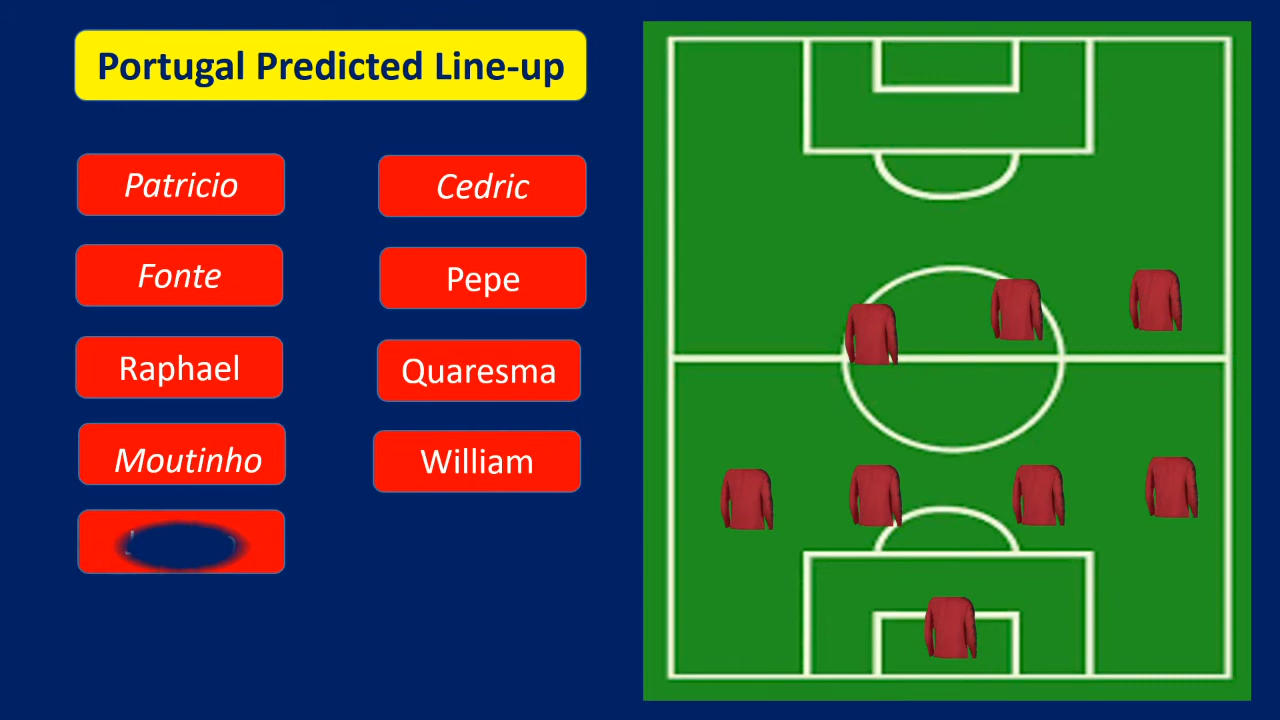 Portugal Predicted Line-up
Patricio
Cedric
Fonte
Pepe
Raphael
Quaresma
Moutinho
William